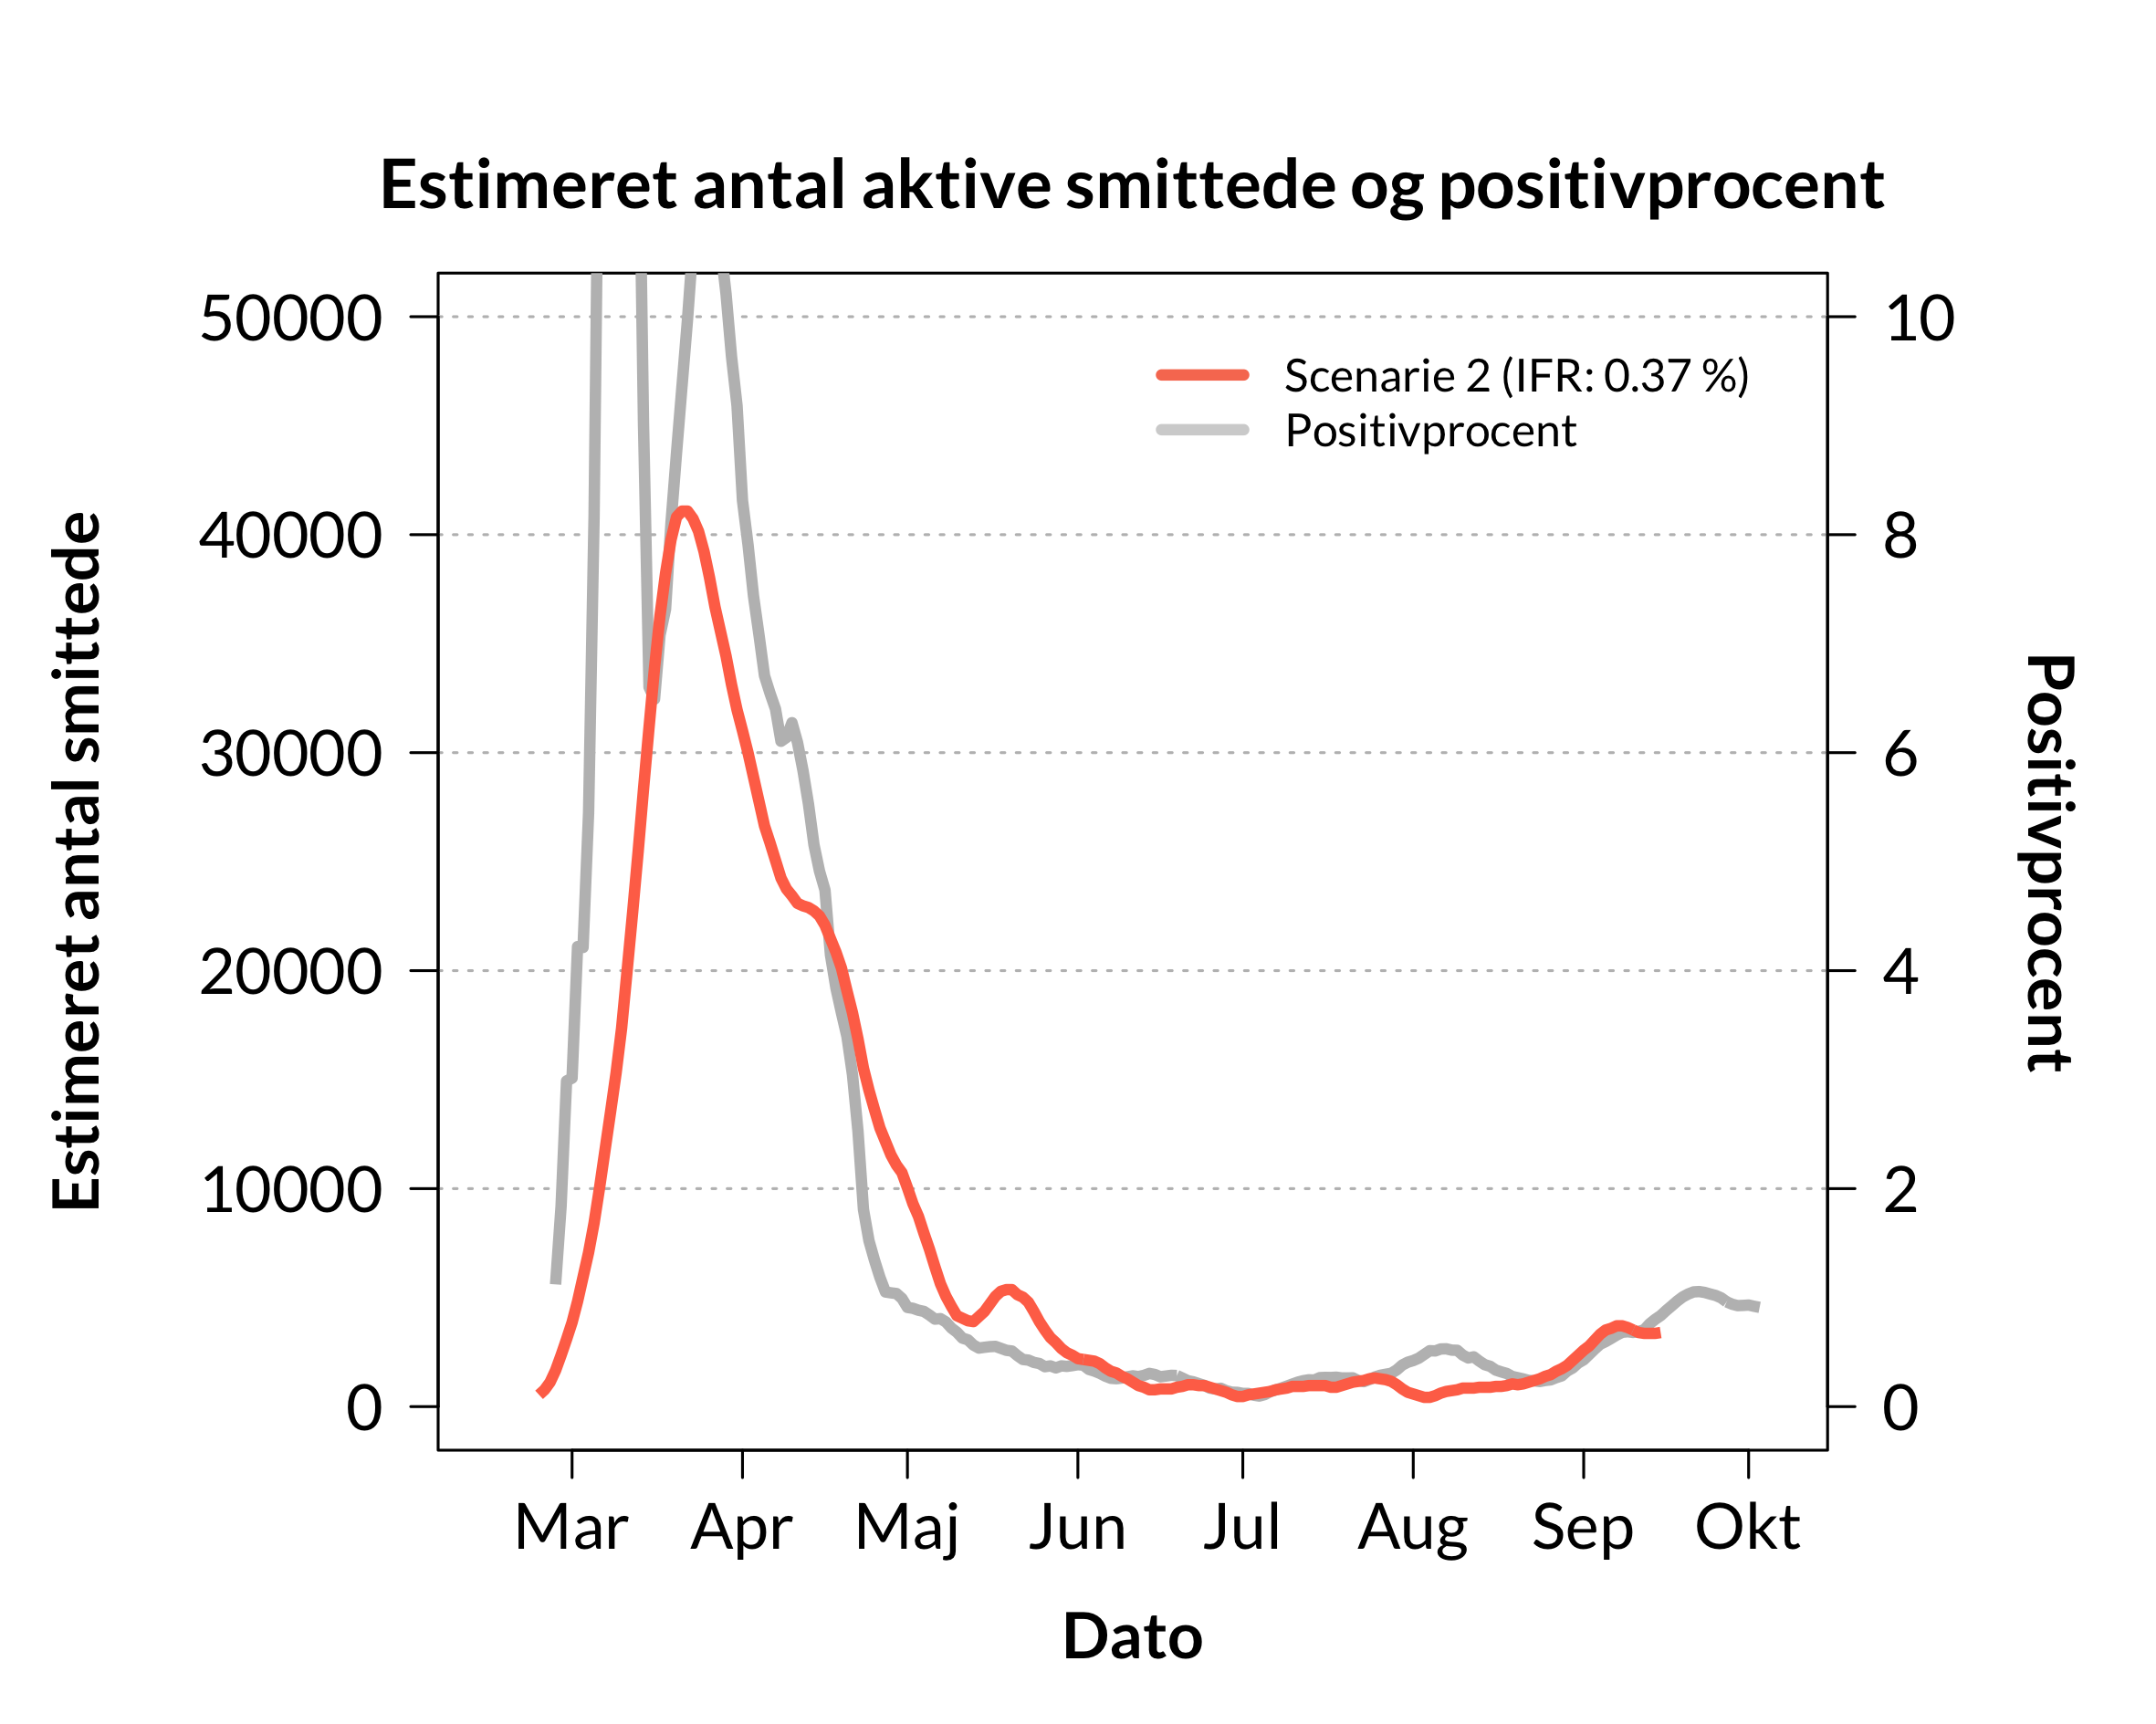 Estimeret antal aktive smittede og positivprocent
Estimeret antal smittede
50000
40000
30000
20000
10000
0
Scenarie 2 (IFR: 0.37 %)
Positivprocent
10
8
6
4
2
0
Positivprocent
Mar Apr Maj Jun Jul Aug Sep Okt
Dato